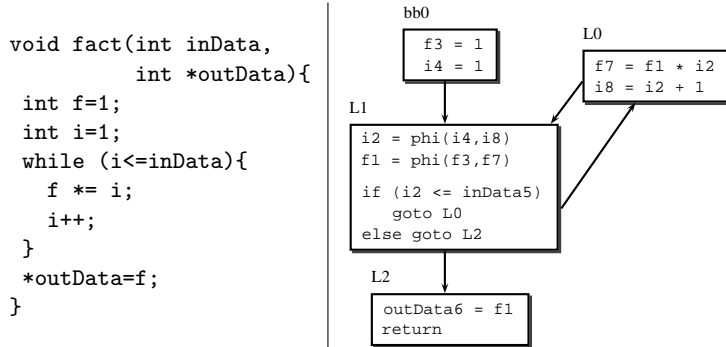 void fact(int inData,
int *outData){
int f=1;
int i=1;
while (i<=inData){
f *= i;
i++;
}
*outData=f;
}
bb0
f3 = 1
i4 = 1
L0
f7 = f1 * i2
i8 = i2 + 1
L1
i2 = phi(i4,i8)
f1 = phi(f3,f7)
if (i2 <= inData5)
goto L0
else goto L2
L2
outData6 = f1
return